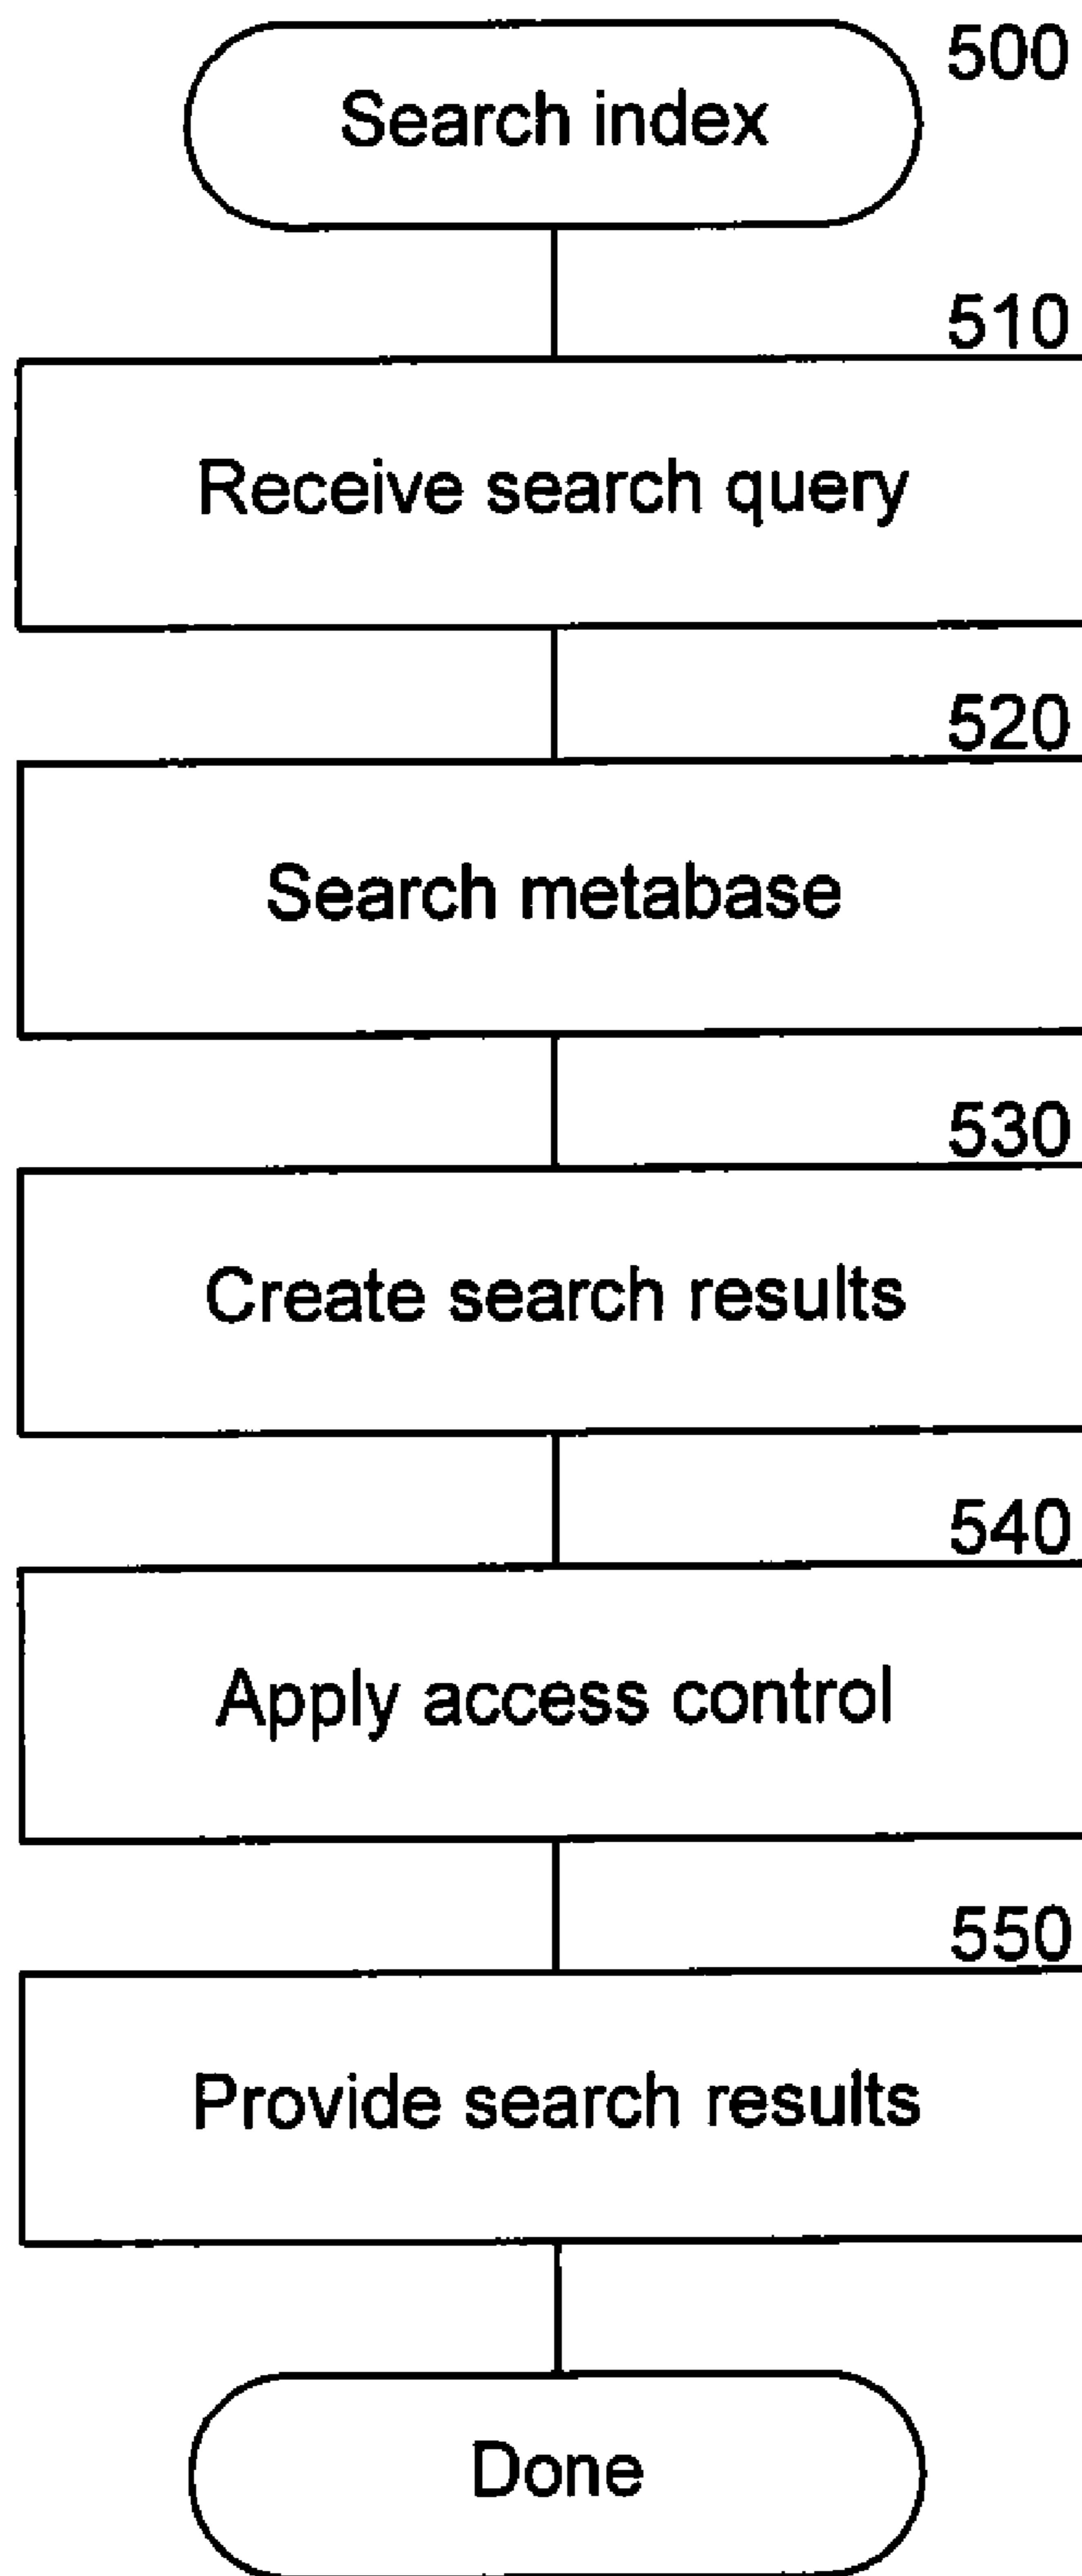 500
Search index
510
Receive search query
520
Search metabase
530
Create search results
540
Apply access control
550
Provide search results
Done